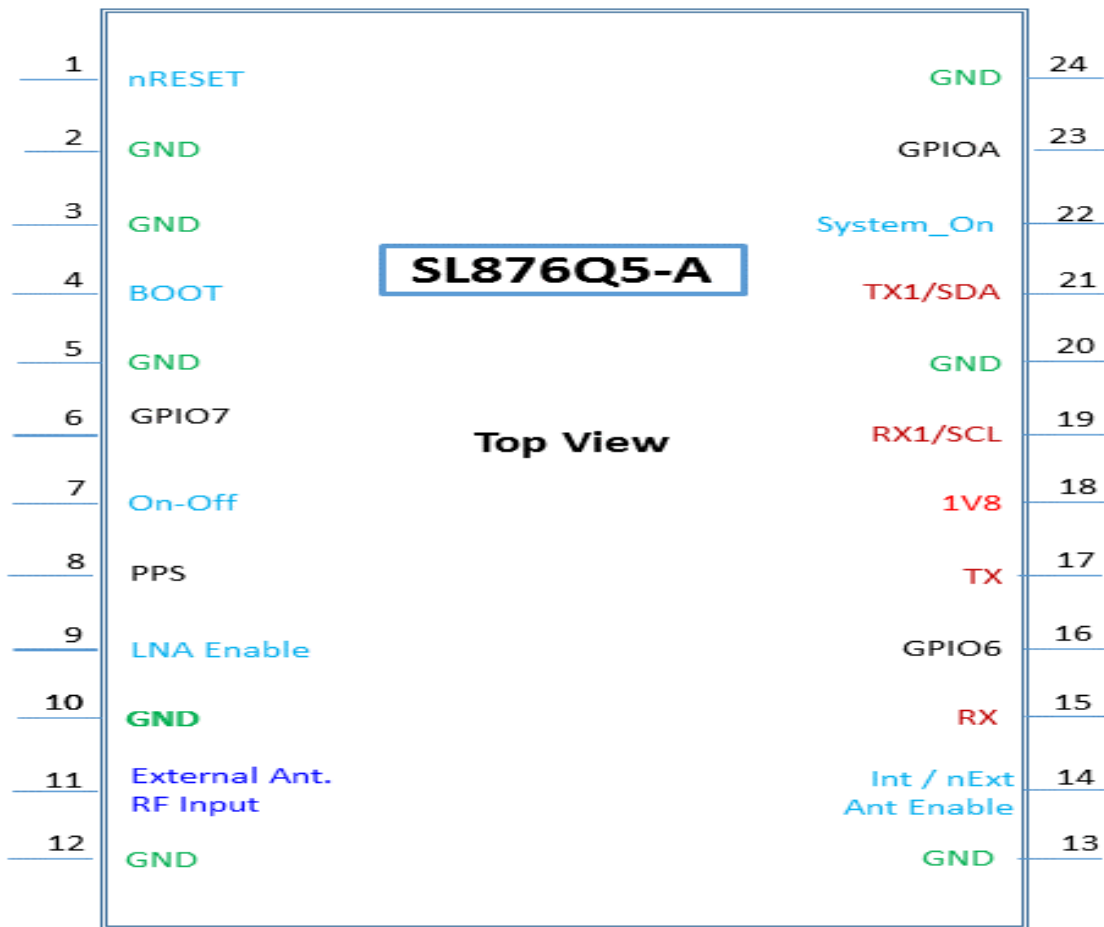 1 nRESET GND 24
2 GND GPIOA 23
3 GND System_On 22
SL876Q5-A
4 BOOT TX1/SDA 21
5 GND GND 20
6 GPIO7 RX1/SCL 19
Top View
7 On-Off 1V8 18
8 PPS TX 17
9 LNA Enable GPIO6 16
10 GND RX 15
11 External Ant. Int / nExt 14
RF Input Ant Enable
12 GND GND 13